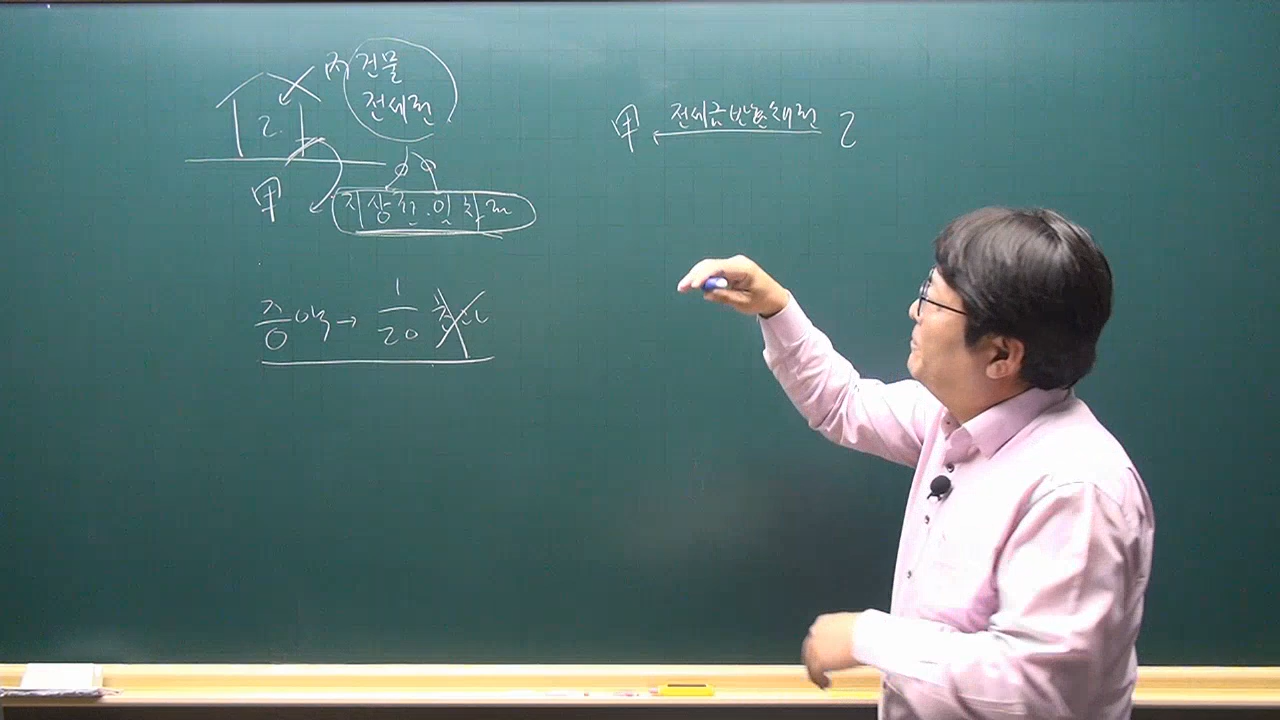 丙 건물
전세권
乙
甲
지상권·임차권
甲 전세금반환채권 乙
증액 → 1/20 초과